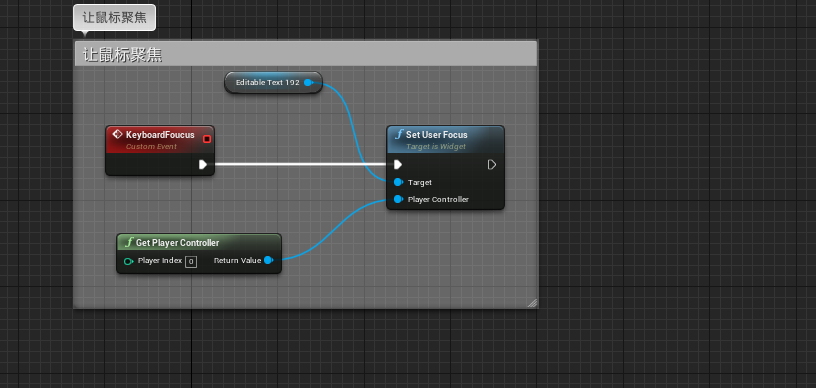 让鼠标聚焦
让鼠标聚焦
Editable Text 192
KeyboardFoucus
Custom Event
Set User Focus
Target is Widget
Target
Player Controller
Get Player Controller
Player Index 0 Return Value